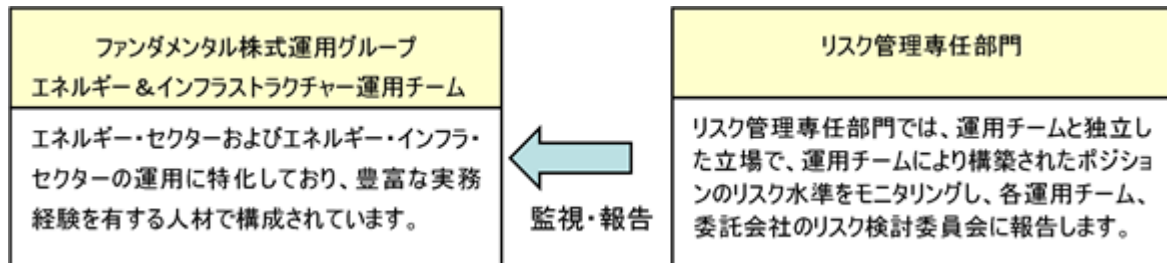 ファンダメンタル株式運用グループ
エネルギー＆インフラストラクチャー運用チーム
エネルギー・セクターおよびエネルギー・インフラ・
セクターの運用に特化しており、豊富な実務
経験を有する人材で構成されています。
監視・報告
リスク管理専任部門
リスク管理専任部門では、運用チームと独立し
た立場で、運用チームにより構築されたポジショ
ンのリスク水準をモニタリングし、各運用チーム、
委託会社のリスク検討委員会に報告します。